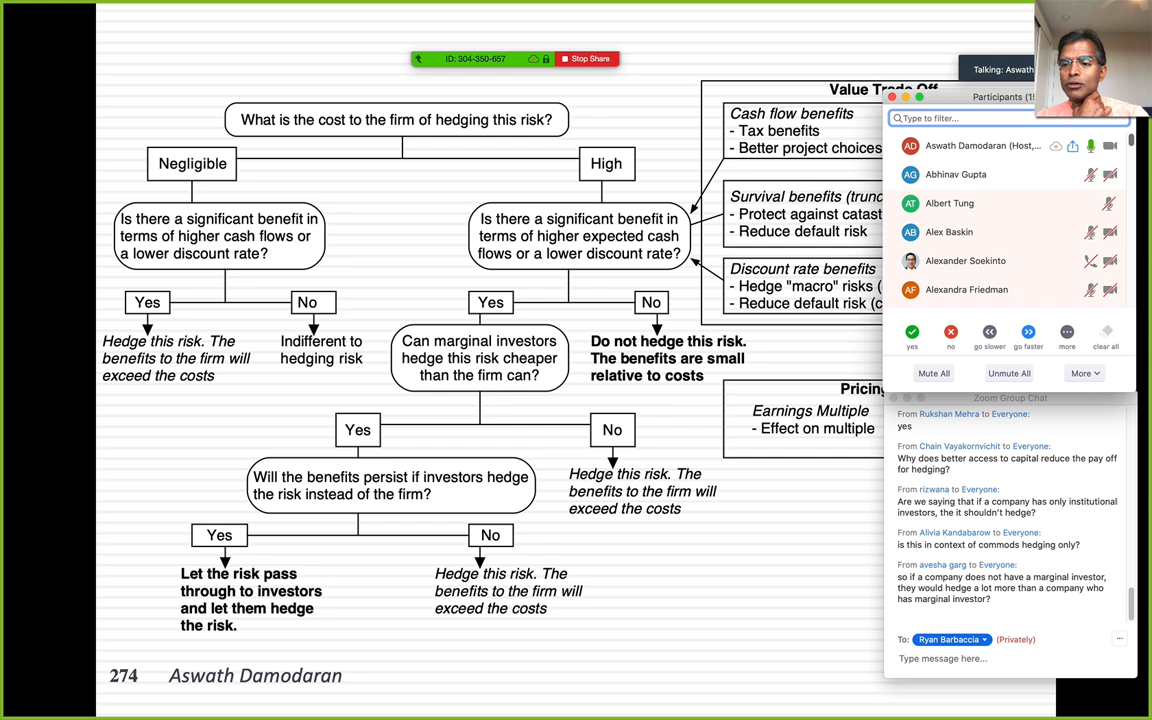 ID: 304-350-657
Stop Share
Talking: Aswath
What is the cost to the firm of hedging this risk?
Negligible
High
Is there a significant benefit in
terms of higher cash flows or
a lower discount rate?
Is there a significant benefit in
terms of higher expected cash
flows or a lower discount rate?
Yes
No
Yes
No
Hedge this risk. The
benefits to the firm will
exceed the costs
Indifferent to
hedging risk
Can marginal investors
hedge this risk cheaper
than the firm can?
Do not hedge this risk.
The benefits are small
relative to costs
Yes
No
Will the benefits persist if investors hedge
the risk instead of the firm?
Hedge this risk. The
benefits to the firm will
exceed the costs
Yes
No
Let the risk pass
through to investors
and let them hedge
the risk.
Hedge this risk. The
benefits to the firm will
exceed the costs
Value Trade Off
Cash flow benefits
- Tax benefits
- Better project choices
Survival benefits (trunc
- Protect against catast
- Reduce default risk
Discount rate benefits
- Hedge "macro" risks (
- Reduce default risk (c
Pricing
Earnings Multiple
- Effect on multiple
274 Aswath Damodaran
Participants (15
Type to filter...
AD Aswath Damodaran (Host,...
AG Abhinav Gupta
AT Albert Tung
AB Alex Baskin
Alexander Soekinto
AF Alexandra Friedman
yes no go slower go faster more clear all
Mute All Unmute All More
Zoom Group Chat
From Rukshan Mehra to Everyone:
yes
From Chain Vayakornvichit to Everyone:
Why does better access to capital reduce the pay off
for hedging?
From rizwana to Everyone:
Are we saying that if a company has only institutional
investors, the it shouldn't hedge?
From Alivia Kandabarow to Everyone:
is this in context of commods hedging only?
From avesha garg to Everyone:
so if a company does not have a marginal investor,
they would hedge a lot more than a company who
has marginal investor?
To: Ryan Barbaccia (Privately)
Type message here...